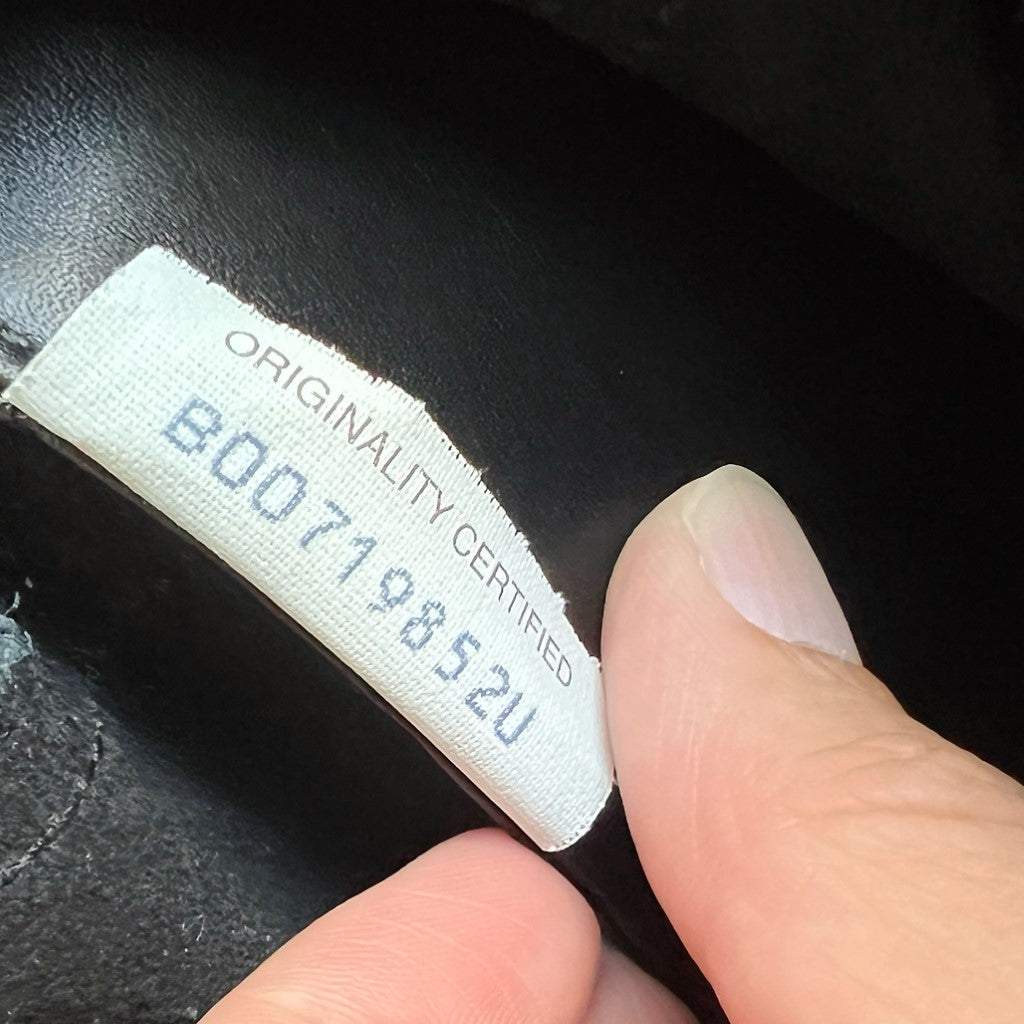 ORIGINALITY CERTIFIED
B00719852U